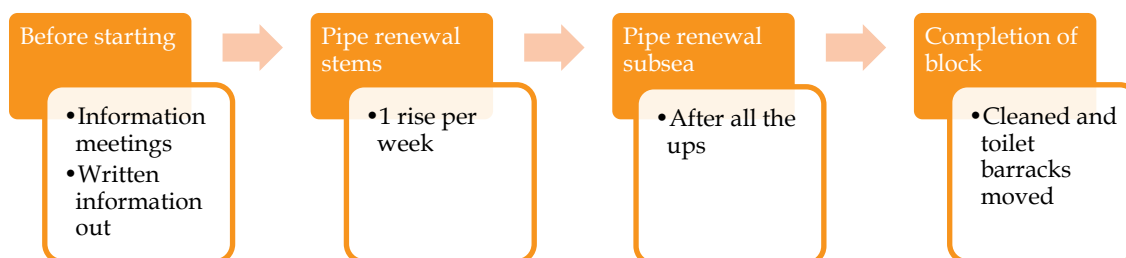 Before starting
•Information
meetings
•Written
information
out
Pipe renewal
stems
•1 rise per
week
Pipe renewal
subsea
•After all the
ups
Completion of
block
•Cleaned and
toilet
barracks
moved